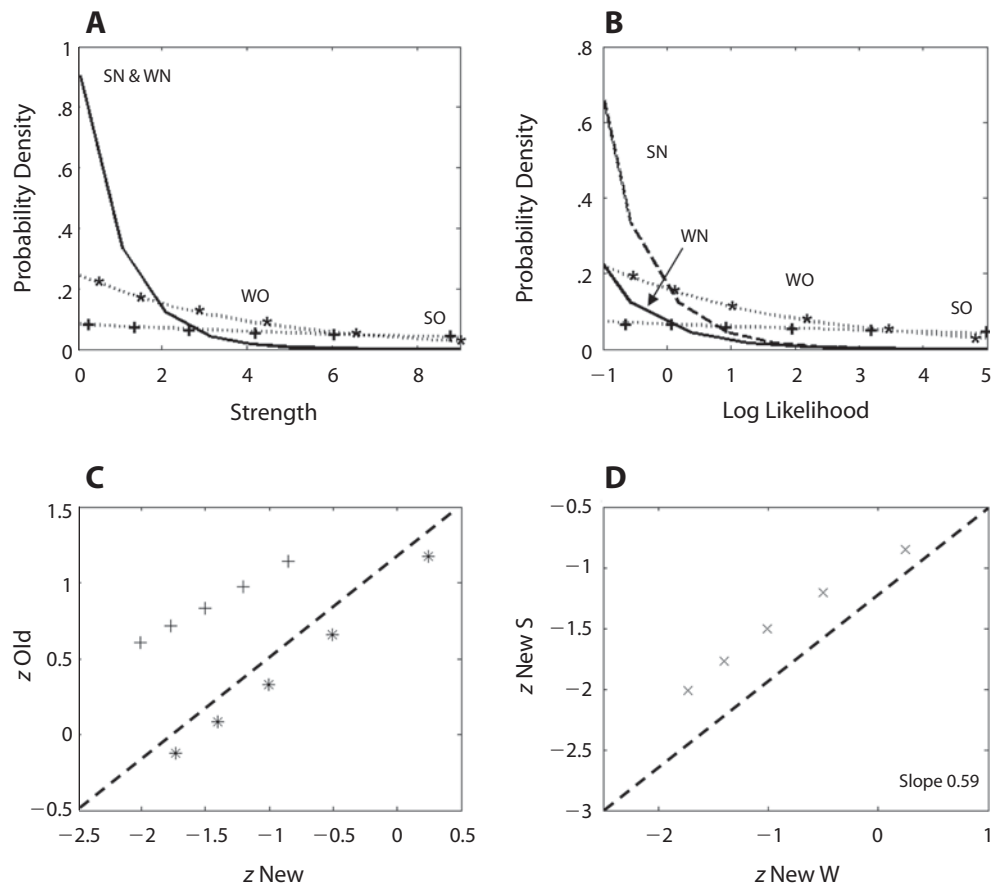 A
Probability Density
1
.8
.6
.4
.2
0
SN & WN
WO
SO
0 2 4 6 8
Strength
B
Probability Density
.8
.6
.4
.2
0
SN
WN
WO
SO
−1 0 1 2 3 4 5
Log Likelihood
C
z Old
1.5
1
0.5
0
−0.5
−2.5 −2 −1.5 −1 −0.5 0 0.5
z New
D
z New S
−0.5
−1
−1.5
−2
−2.5
−3
Slope 0.59
−2 −1 0 1
z New W